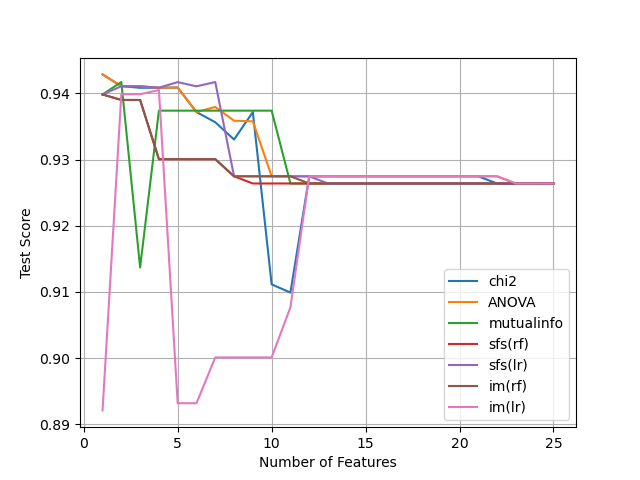 0.94
0.93
0.92
0.91
0.90
0.89
Test Score
0
5
10
15
20
25
Number of Features
chi2
ANOVA
mutualinfo
sfs(rf)
sfs(lr)
im(rf)
im(lr)